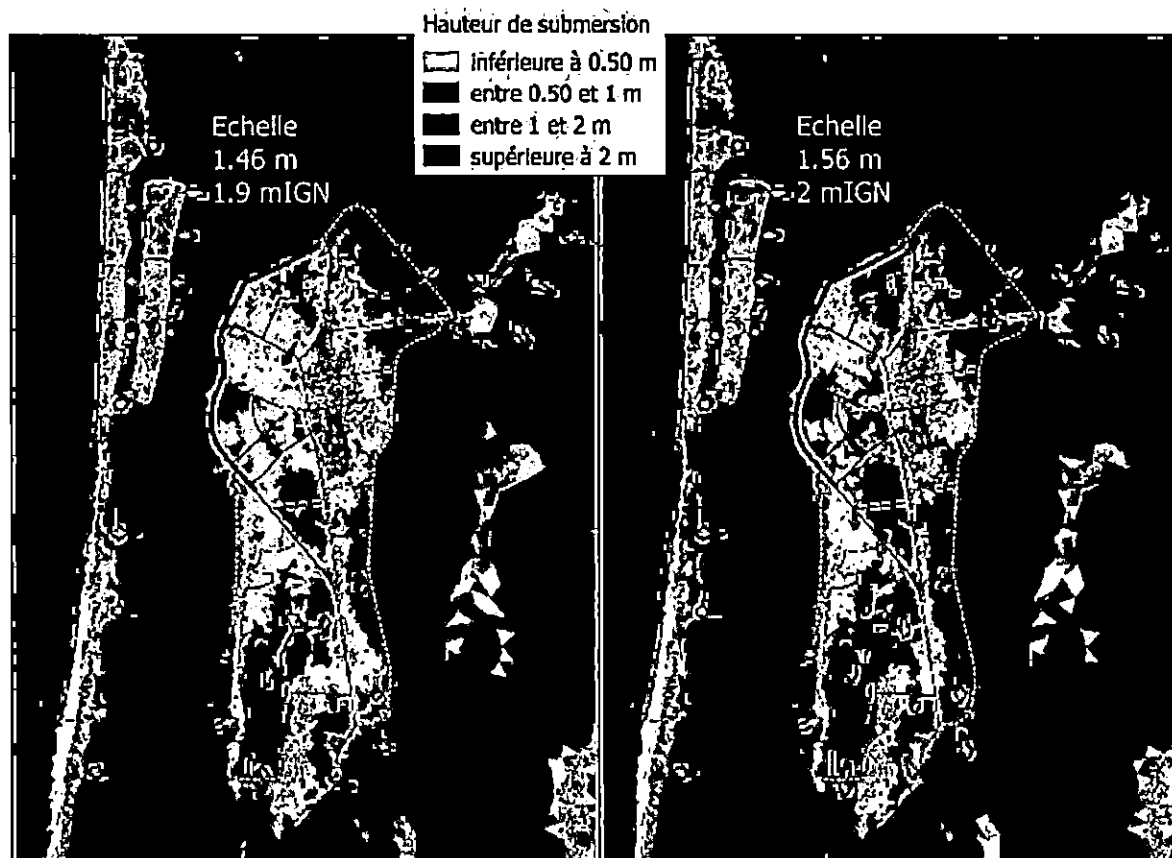 Hauteur de submersion
inférieure à 0.50 m
entre 0.50 et 1 m
entre 1 et 2 m
supérieure à 2 m
Echelle
1.46 m
1.9 mIGN
Echelle
1.56 m
2 mIGN